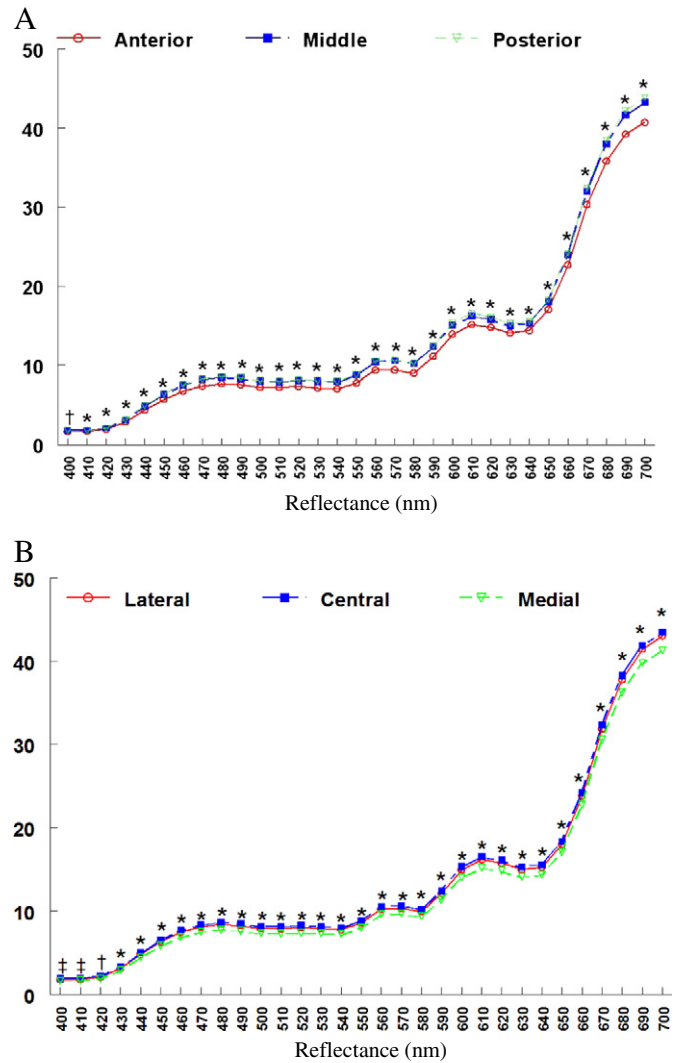 A
Anterior Middle Posterior
50
* * *
*
40
*
30
*
20
* * * * * *
*
10
* * * * * * * * * * * * * *
* * *
† * *
0
400 410 420 430 440 450 460 470 480 490 500 510 520 530 540 550 560 570 580 590 600 610 620 630 640 650 660 670 680 690 700
Reflectance (nm)
B
50
Lateral Central Medial
* *
*
40
*
30
*
20
* * * * * *
*
10
* * * * * * * * * * * * *
* * *
‡ ‡ † *
0
400 410 420 430 440 450 460 470 480 490 500 510 520 530 540 550 560 570 580 590 600 610 620 630 640 650 660 670 680 690 700
Reflectance (nm)